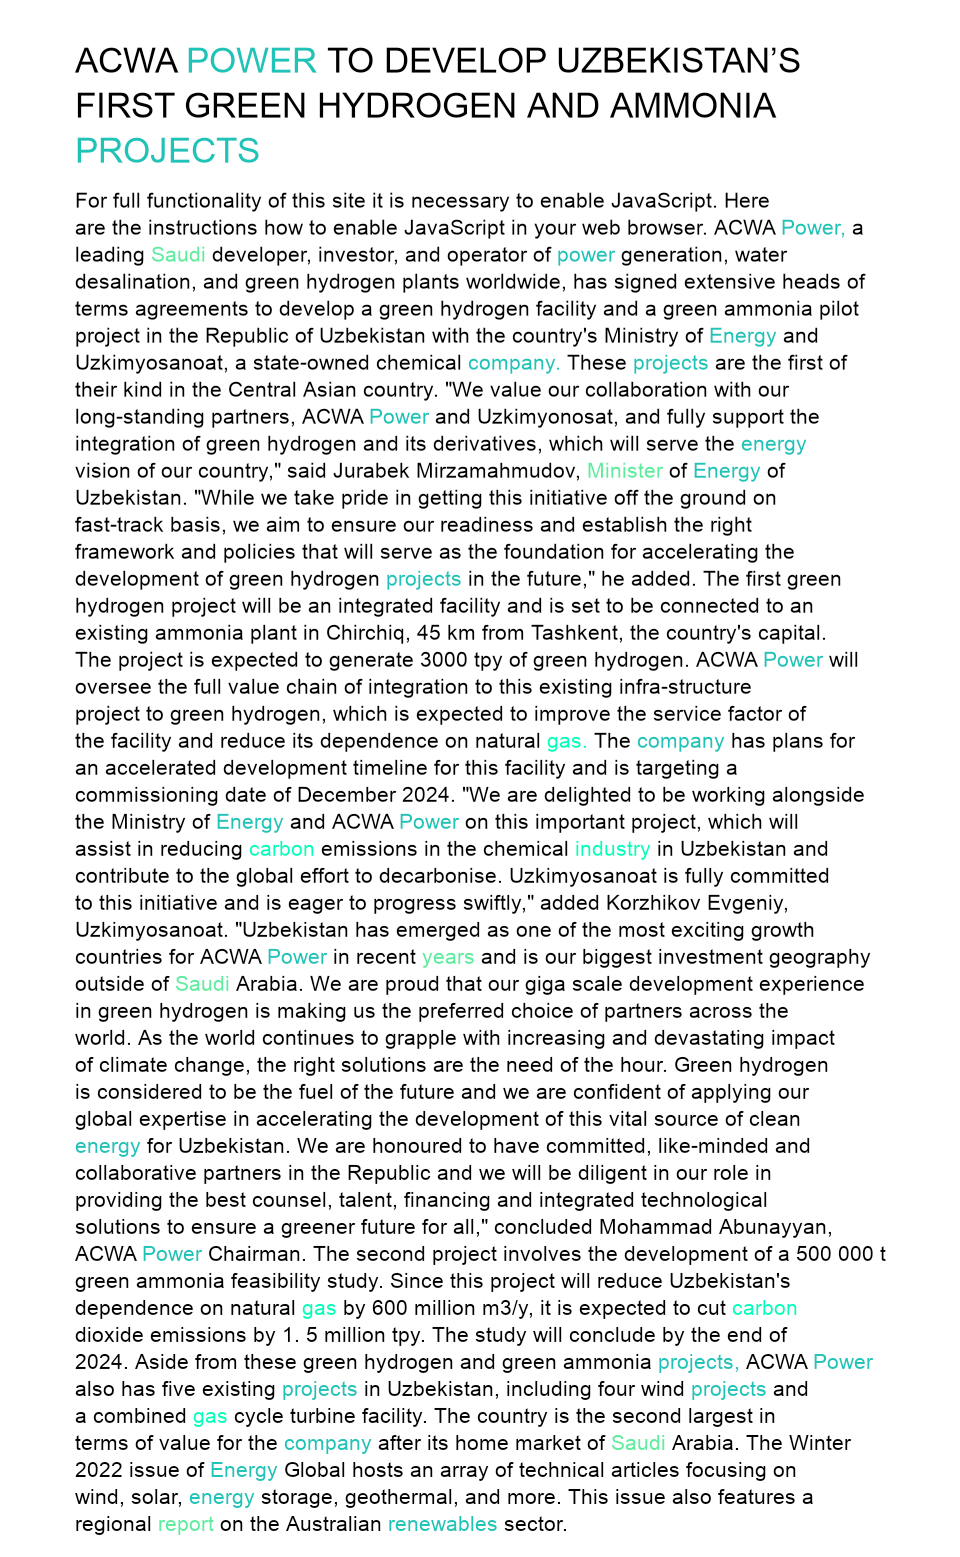 ACWA POWER TO DEVELOP UZBEKISTAN’S
FIRST GREEN HYDROGEN AND AMMONIA
PROJECTS
For full functionality of this site it is necessary to enable JavaScript. Here
are the instructions how to enable JavaScript in your web browser. ACWA Power, a
leading Saudi developer, investor, and operator of power generation, water
desalination, and green hydrogen plants worldwide, has signed extensive heads of
terms agreements to develop a green hydrogen facility and a green ammonia pilot
project in the Republic of Uzbekistan with the country's Ministry of Energy and
Uzkimyosanoat, a state-owned chemical company. These projects are the first of
their kind in the Central Asian country. "We value our collaboration with our
long-standing partners, ACWA Power and Uzkimyonosat, and fully support the
integration of green hydrogen and its derivatives, which will serve the energy
vision of our country," said Jurabek Mirzamahmudov, Minister of Energy of
Uzbekistan. "While we take pride in getting this initiative off the ground on
fast-track basis, we aim to ensure our readiness and establish the right
framework and policies that will serve as the foundation for accelerating the
development of green hydrogen projects in the future," he added. The first green
hydrogen project will be an integrated facility and is set to be connected to an
existing ammonia plant in Chirchiq, 45 km from Tashkent, the country's capital.
The project is expected to generate 3000 tpy of green hydrogen. ACWA Power will
oversee the full value chain of integration to this existing infra-structure
project to green hydrogen, which is expected to improve the service factor of
the facility and reduce its dependence on natural gas. The company has plans for
an accelerated development timeline for this facility and is targeting a
commissioning date of December 2024. "We are delighted to be working alongside
the Ministry of Energy and ACWA Power on this important project, which will
assist in reducing carbon emissions in the chemical industry in Uzbekistan and
contribute to the global effort to decarbonise. Uzkimyosanoat is fully committed
to this initiative and is eager to progress swiftly," added Korzhikov Evgeniy,
Uzkimyosanoat. "Uzbekistan has emerged as one of the most exciting growth
countries for ACWA Power in recent years and is our biggest investment geography
outside of Saudi Arabia. We are proud that our giga scale development experience
in green hydrogen is making us the preferred choice of partners across the
world. As the world continues to grapple with increasing and devastating impact
of climate change, the right solutions are the need of the hour. Green hydrogen
is considered to be the fuel of the future and we are confident of applying our
global expertise in accelerating the development of this vital source of clean
energy for Uzbekistan. We are honoured to have committed, like-minded and
collaborative partners in the Republic and we will be diligent in our role in
providing the best counsel, talent, financing and integrated technological
solutions to ensure a greener future for all," concluded Mohammad Abunayyan,
ACWA Power Chairman. The second project involves the development of a 500 000 t
green ammonia feasibility study. Since this project will reduce Uzbekistan's
dependence on natural gas by 600 million m3/y, it is expected to cut carbon
dioxide emissions by 1. 5 million tpy. The study will conclude by the end of
2024. Aside from these green hydrogen and green ammonia projects, ACWA Power
also has five existing projects in Uzbekistan, including four wind projects and
a combined gas cycle turbine facility. The country is the second largest in
terms of value for the company after its home market of Saudi Arabia. The Winter
2022 issue of Energy Global hosts an array of technical articles focusing on
wind, solar, energy storage, geothermal, and more. This issue also features a
regional report on the Australian renewables sector.